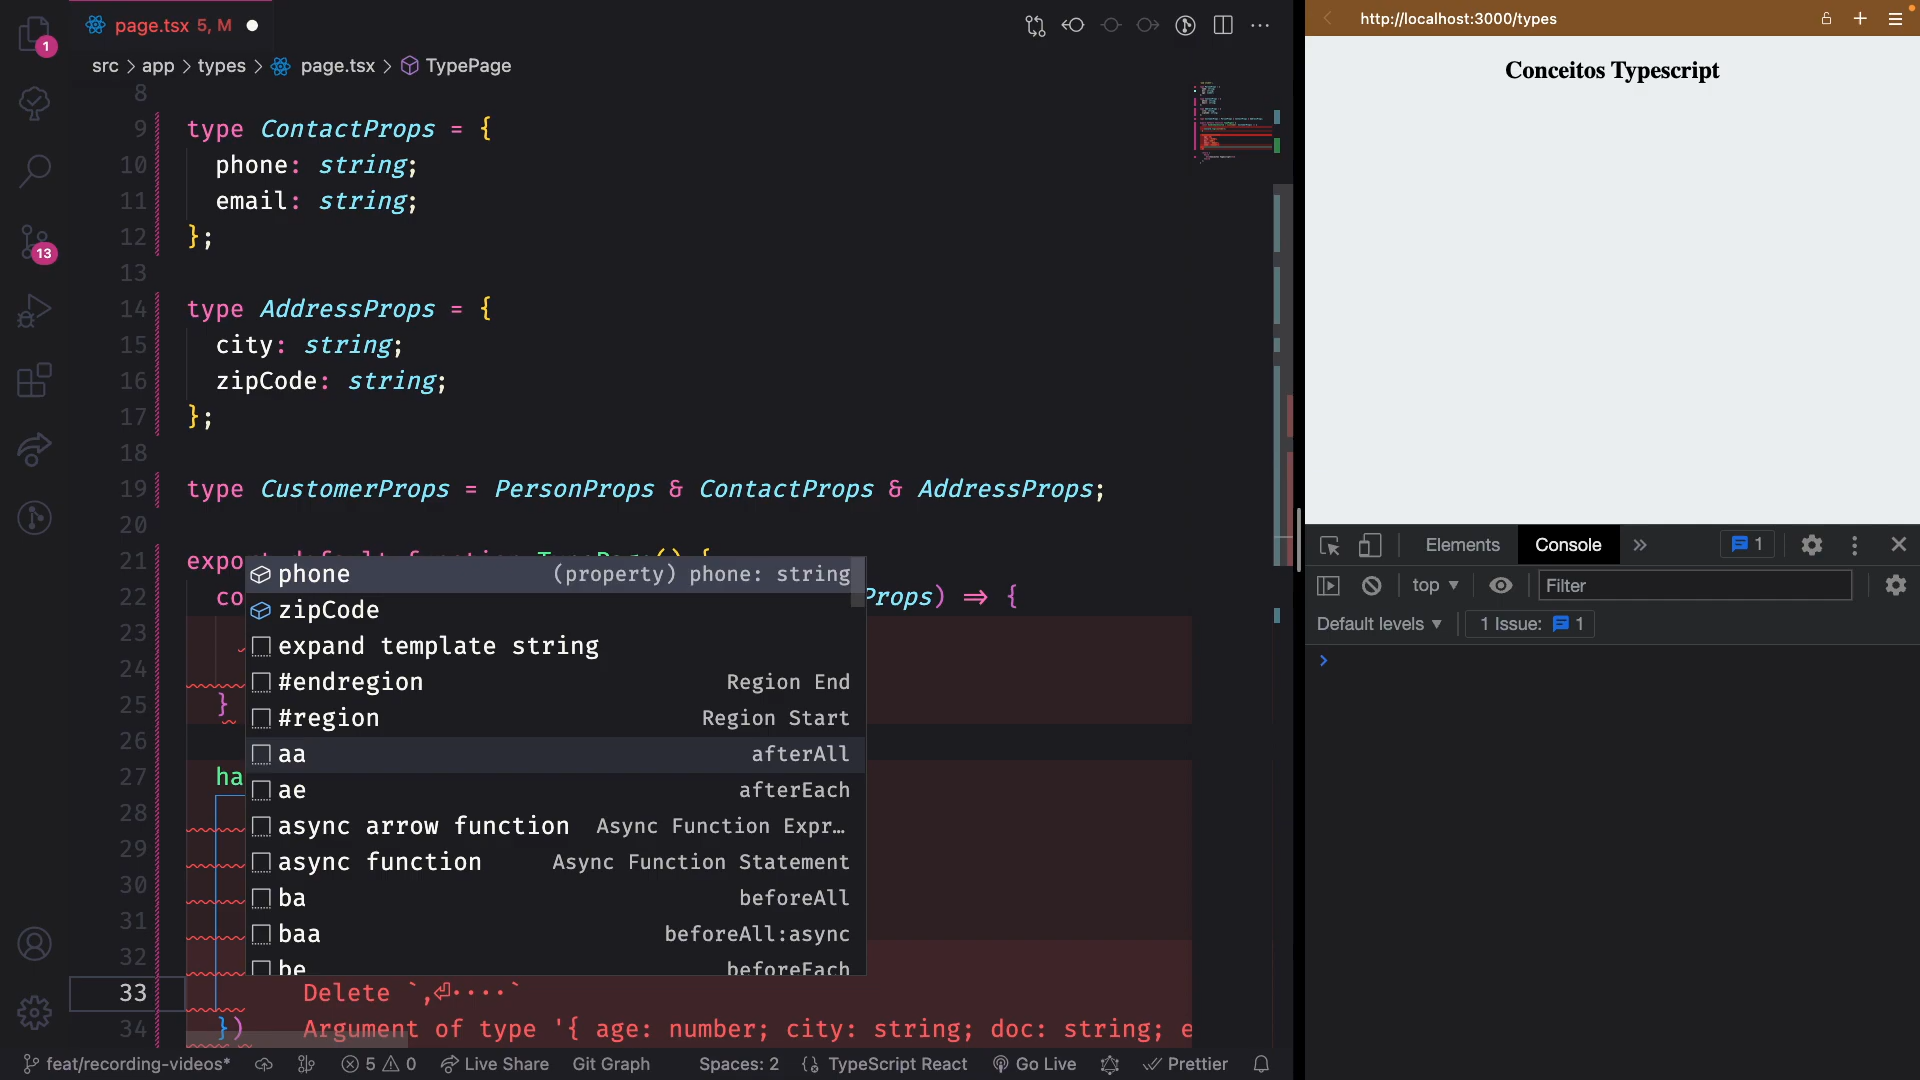 1
page.tsx 5, M
src > app > types > page.tsx > TypePage
8
9 type ContactProps = {
10 phone: string;
11 email: string;
12 };
13
14 type AddressProps = {
15 city: string;
16 zipCode: string;
17 };
18
19 type CustomerProps = PersonProps & ContactProps & AddressProps;
20
21 export default function TypePage() {
22 co Props) => {
23
24
25 }
26
27 ha
28
29
30
31
32
33 Delete `,⏎····`
34 }) Argument of type '{ age: number; city: string; doc: string; e
phone (property) phone: string
zipCode
expand template string
#endregion Region End
#region Region Start
aa afterAll
ae afterEach
async arrow function Async Function Expr…
async function Async Function Statement
ba beforeAll
baa beforeAll:async
be beforeEach
13
feat/recording-videos* 5 0 Live Share Git Graph Spaces: 2 {} TypeScript React Go Live Prettier
http://localhost:3000/types
Conceitos Typescript
Elements Console » 1
top ▼ Filter
Default levels ▼ 1 Issue: 1
>